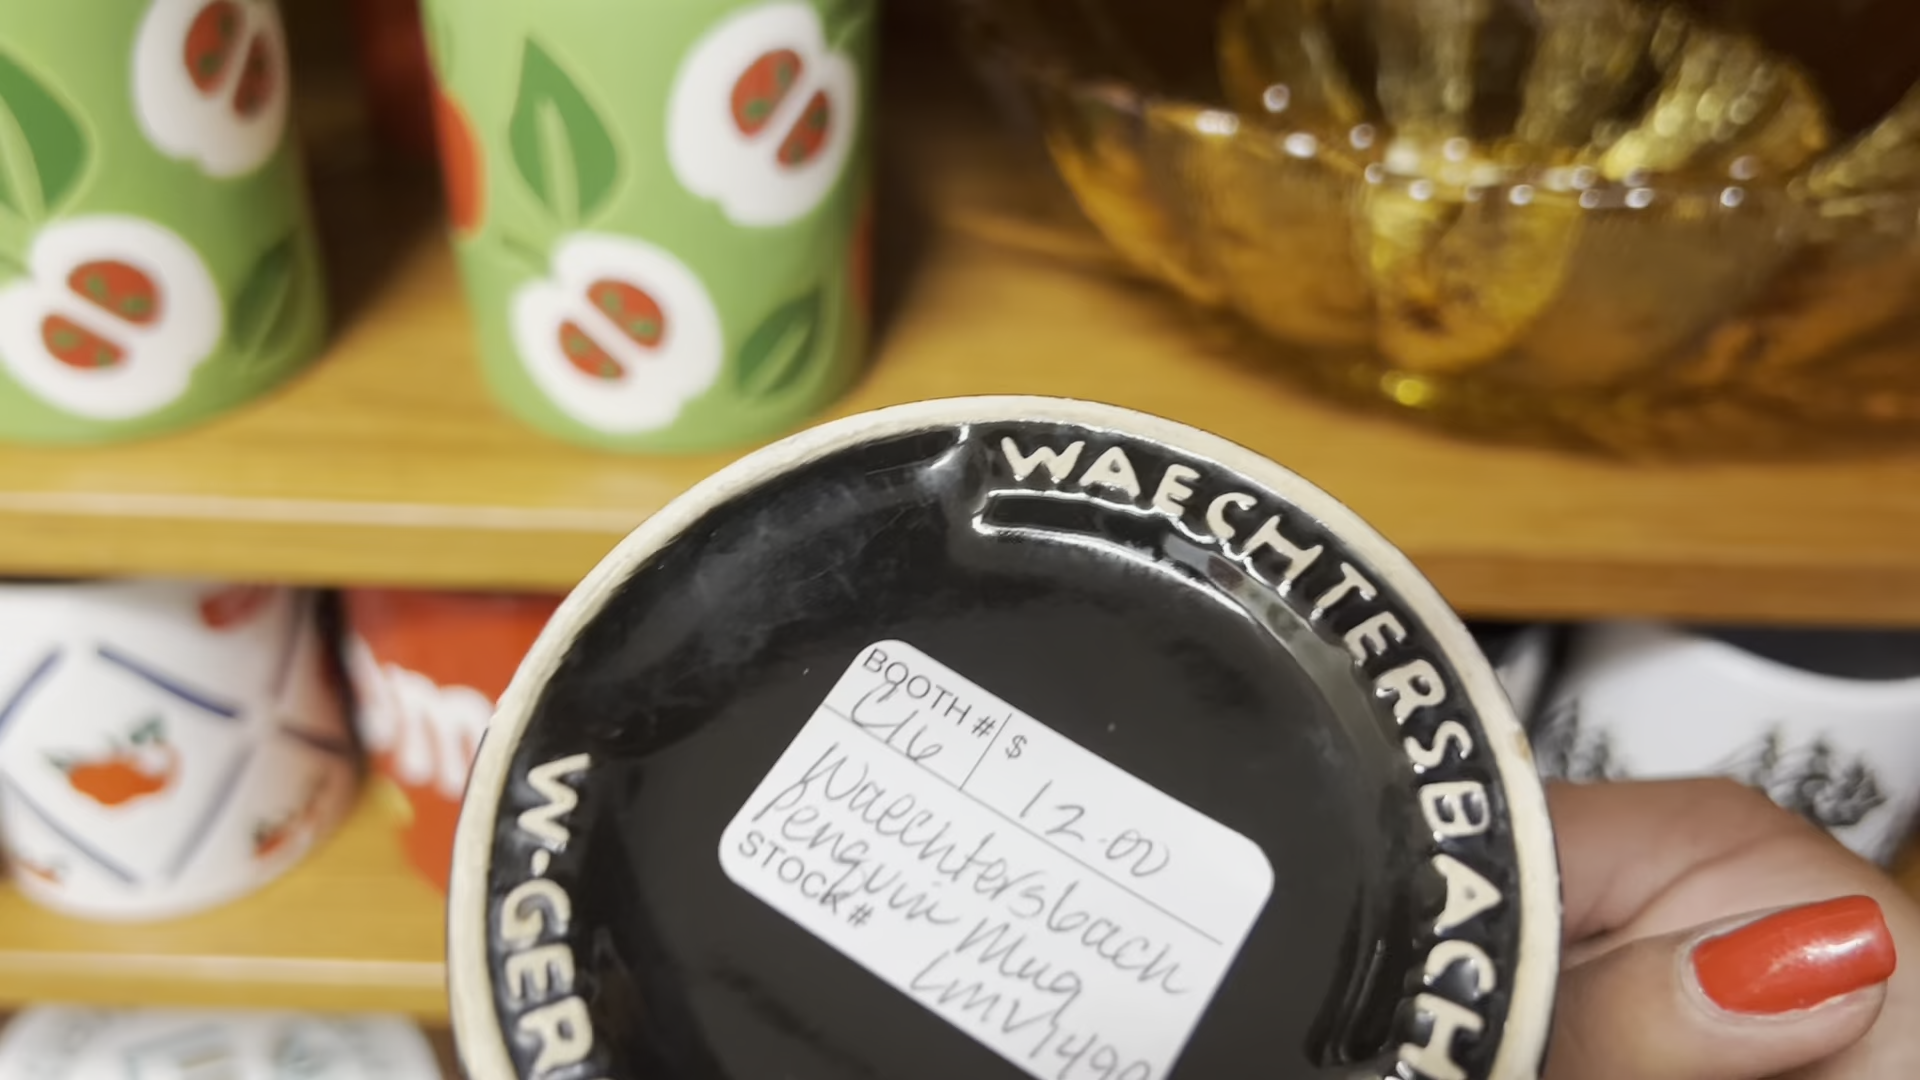 WAECHTERSBACH
W·GER
BOOTH # $
C16 12.00
Waechtersbach
penguin Mug
STOCK#
LMV1490